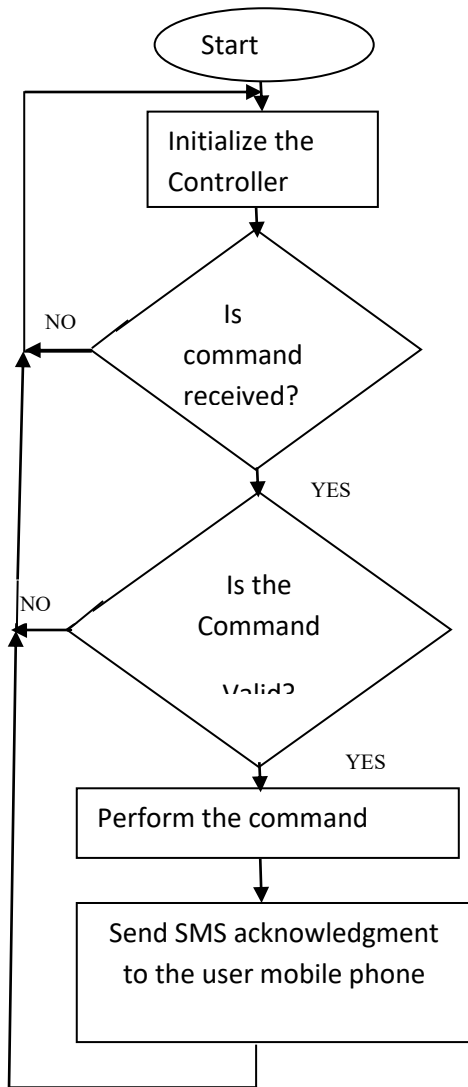 Start
Initialize the
Controller
NO
Is
command
received?
YES
NO
Is the
Command
Valid?
YES
Perform the command
Send SMS acknowledgment
to the user mobile phone